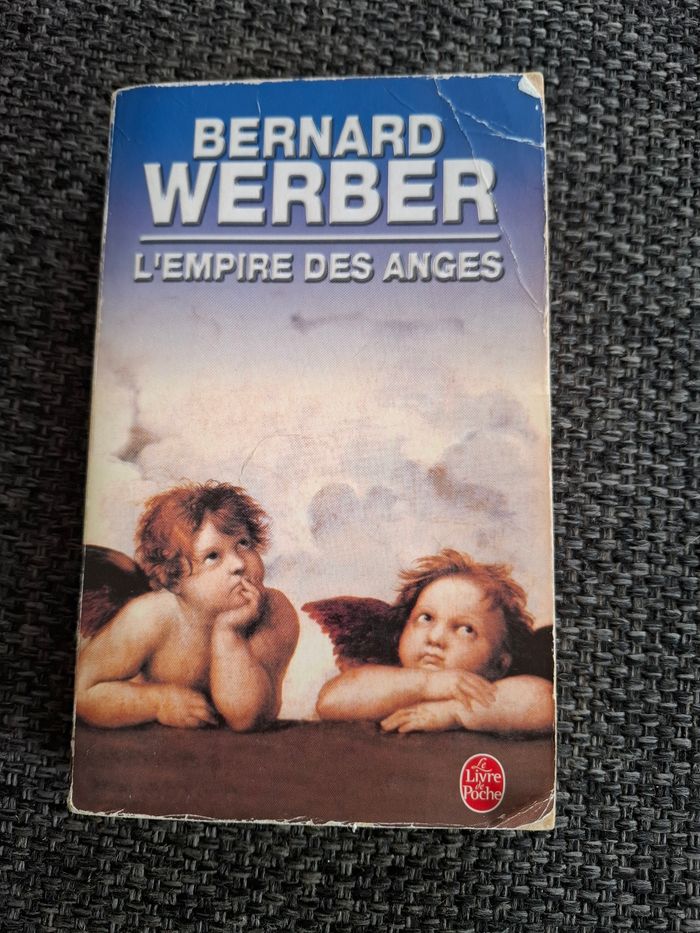 BERNARD
WERBER
L'EMPIRE DES ANGES
Le
Livre
de
Poche